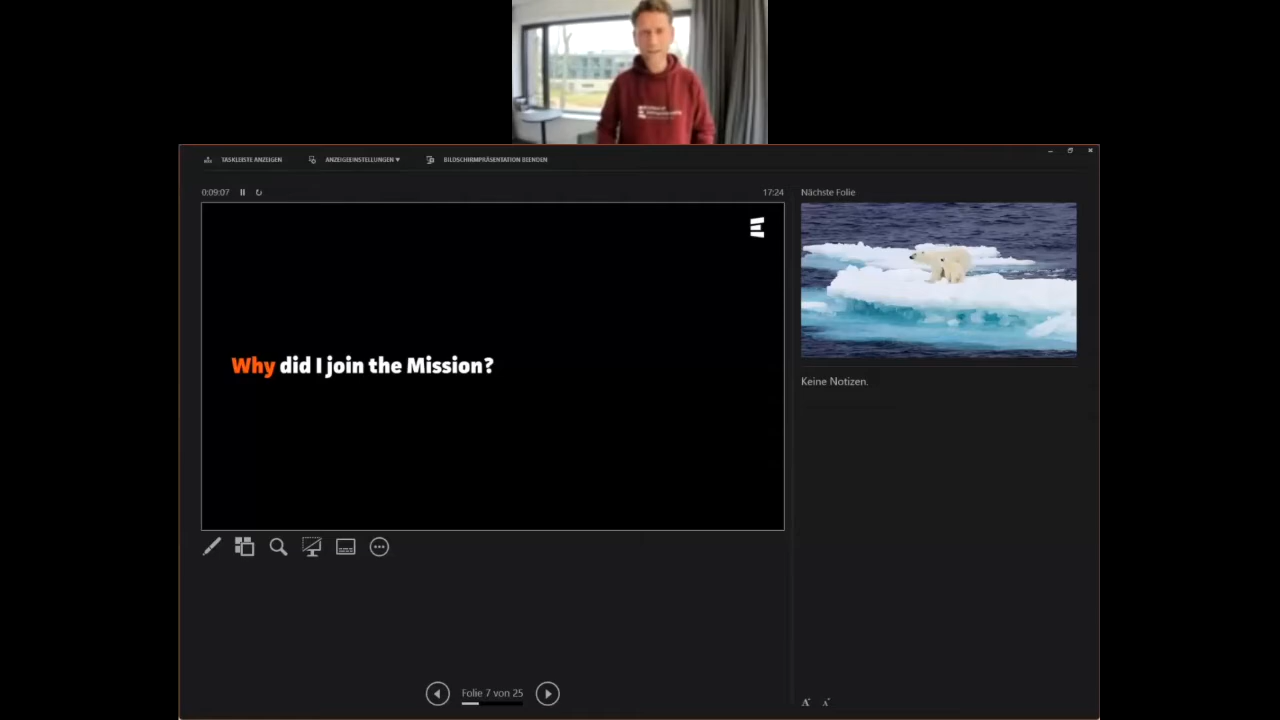 TASKLEISTE ANZEIGEN
ANZEIGEEINSTELLUNGEN ▼
BILDSCHIRMPRÄSENTATION BEENDEN
0:09:07
17:24
Nächste Folie
Why did I join the Mission?
Keine Notizen.
Folie 7 von 25
A A